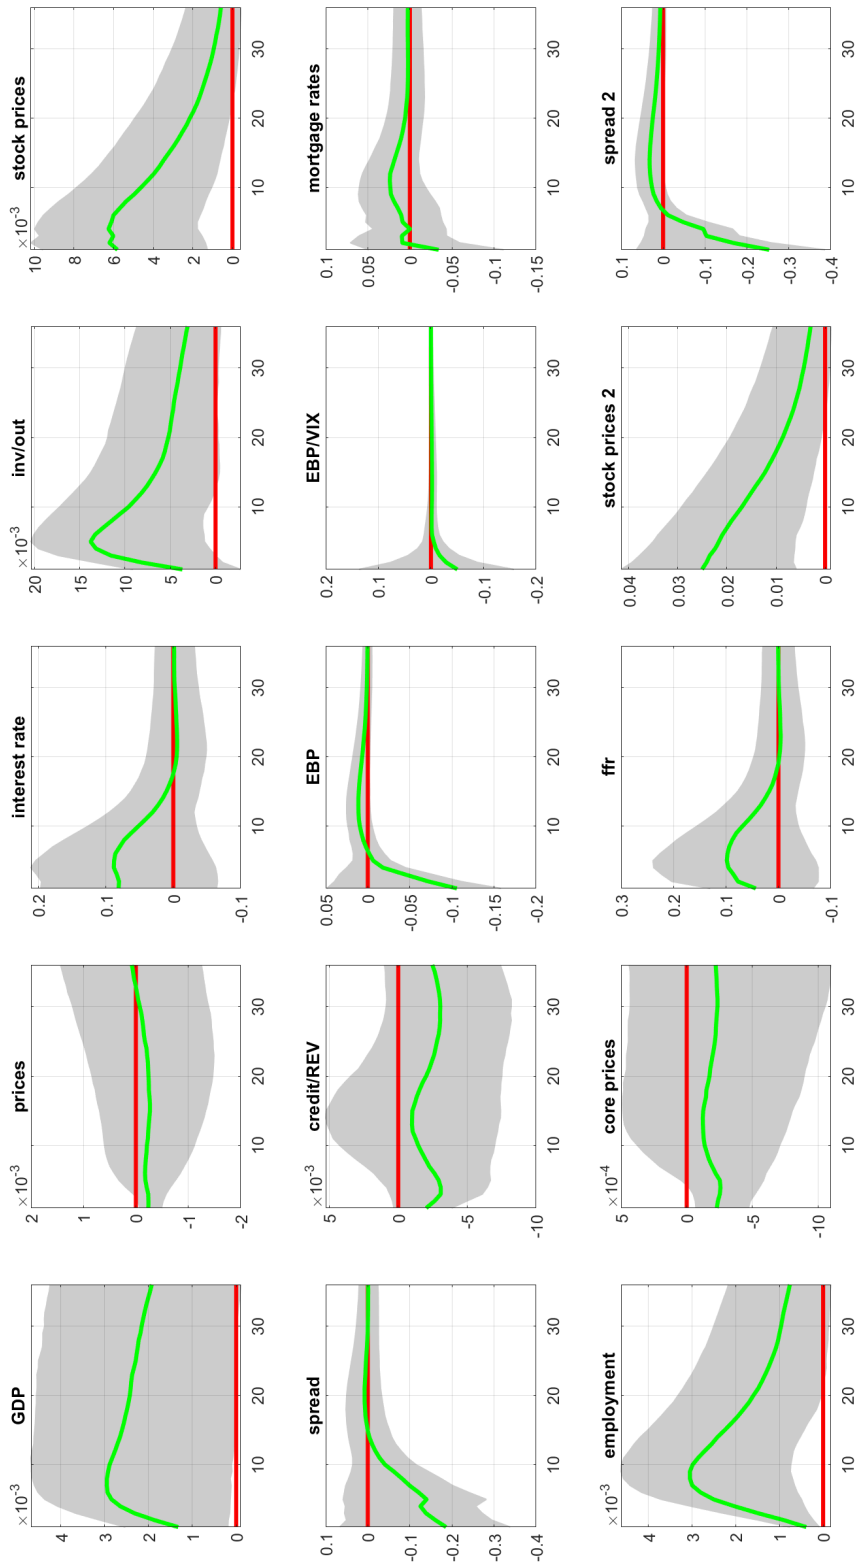 GDP
×10-3
4
3
2
1
0
10 20 30
prices
×10-3
2
1
0
-1
-2
10 20 30
interest rate
0.2
0.1
0
-0.1
10 20 30
inv/out
×10-3
20
15
10
5
0
10 20 30
stock prices
×10-3
10
8
6
4
2
0
10 20 30
spread
0.1
0
-0.1
-0.2
-0.3
-0.4
10 20 30
credit/REV
×10-3
5
0
-5
-10
10 20 30
EBP
0.05
0
-0.05
-0.1
-0.15
-0.2
10 20 30
EBP/VIX
0.2
0.1
0
-0.1
-0.2
10 20 30
mortgage rates
0.1
0.05
0
-0.05
-0.1
-0.15
10 20 30
employment
×10-3
4
3
2
1
0
10 20 30
core prices
×10-4
5
0
-5
-10
10 20 30
ffr
0.3
0.2
0.1
0
-0.1
10 20 30
stock prices 2
0.04
0.03
0.02
0.01
0
10 20 30
spread 2
0.1
0
-0.1
-0.2
-0.3
-0.4
10 20 30